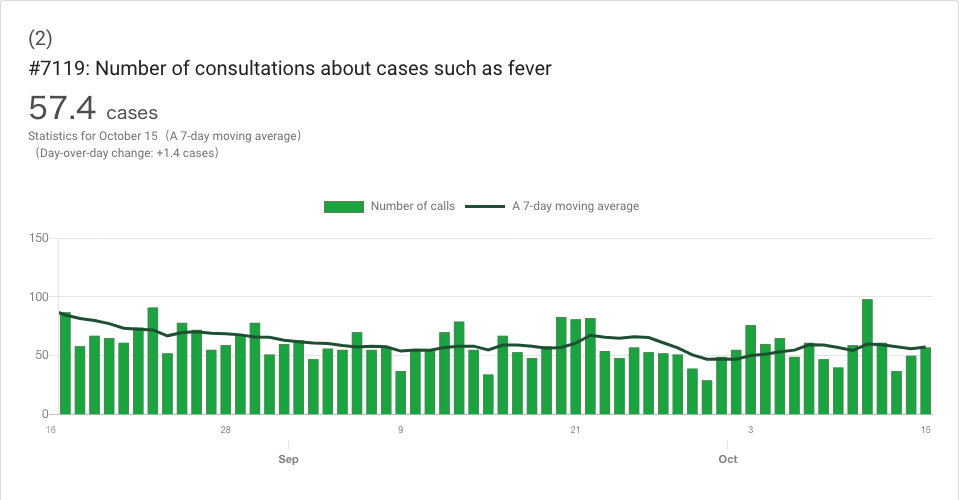 (2)
#7119: Number of consultations about cases such as fever
57.4 cases
Statistics for October 15（A 7-day moving average）
（Day-over-day change: +1.4 cases）
Number of calls A 7-day moving average
150
100
50
0
16 28 9 21 3 15
Sep Oct